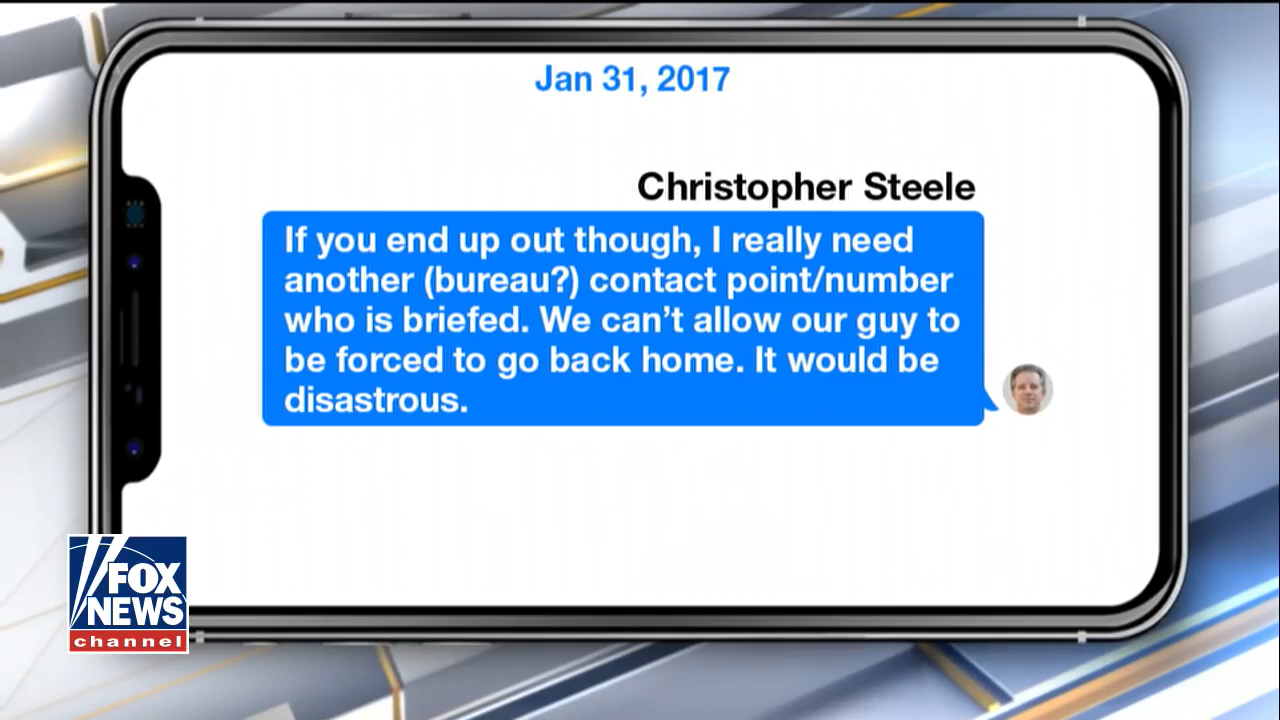 Jan 31, 2017
Christopher Steele
If you end up out though, I really need
another (bureau?) contact point/number
who is briefed. We can’t allow our guy to
be forced to go back home. It would be
disastrous.
FOX
NEWS
channel